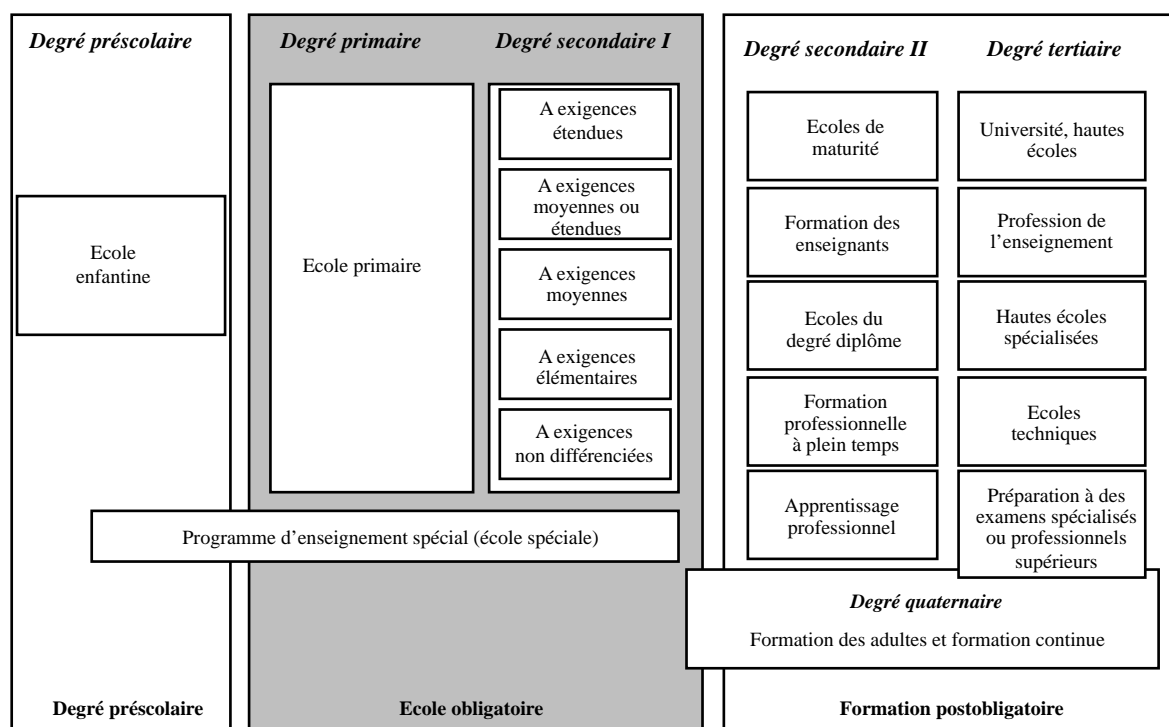 Degré préscolaire
Ecole
enfantine
Degré primaire
Ecole primaire
Degré secondaire I
A exigences
étendues
A exigences
moyennes ou
étendues
A exigences
moyennes
A exigences
élémentaires
A exigences
non différenciées
Programme d’enseignement spécial (école spéciale)
Degré secondaire II
Ecoles de
maturité
Formation des
enseignants
Ecoles du
degré diplôme
Formation
professionnelle
à plein temps
Apprentissage
professionnel
Degré tertiaire
Université, hautes
écoles
Profession de
l’enseignement
Hautes écoles
spécialisées
Ecoles
techniques
Préparation à des
examens spécialisés
ou professionnels
supérieurs
Degré quaternaire
Formation des adultes et formation continue
Degré préscolaire
Ecole obligatoire
Formation postobligatoire